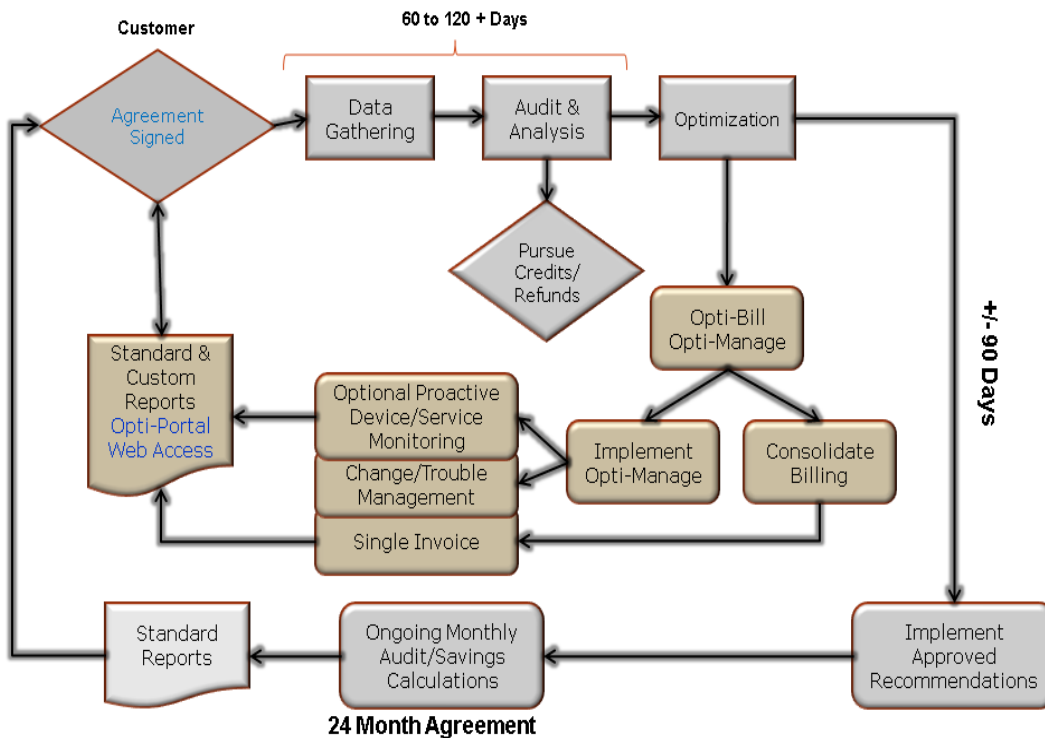 Customer
60 to 120 + Days
Agreement
Signed
Data
Gathering
Audit &
Analysis
Optimization
Pursue
Credits/
Refunds
+/- 90 Days
Opti-Bill
Opti-Manage
Standard &
Custom
Reports
Opti-Portal
Web Access
Optional Proactive
Device/Service
Monitoring
Change/Trouble
Management
Single Invoice
Implement
Opti-Manage
Consolidate
Billing
Standard
Reports
Ongoing Monthly
Audit/Savings
Calculations
Implement
Approved
Recommendations
24 Month Agreement